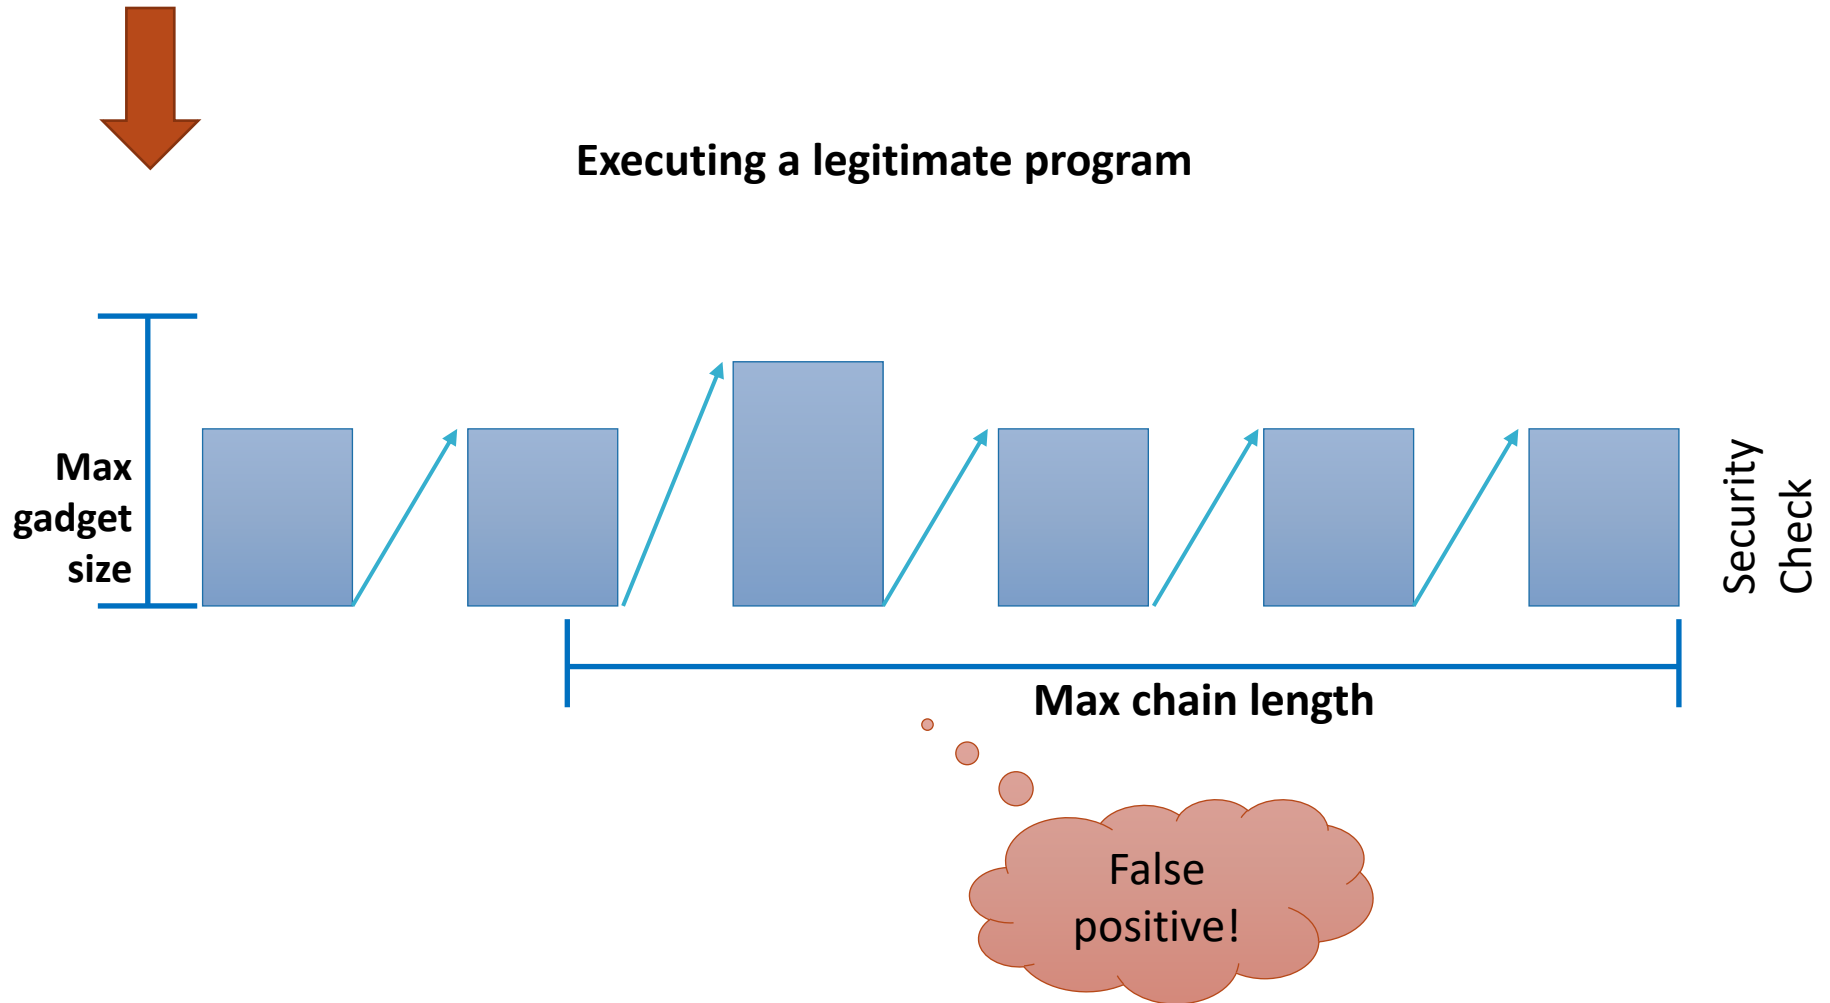 Executing a legitimate program
Max
gadget
size
Security
Check
Max chain length
False
positive!